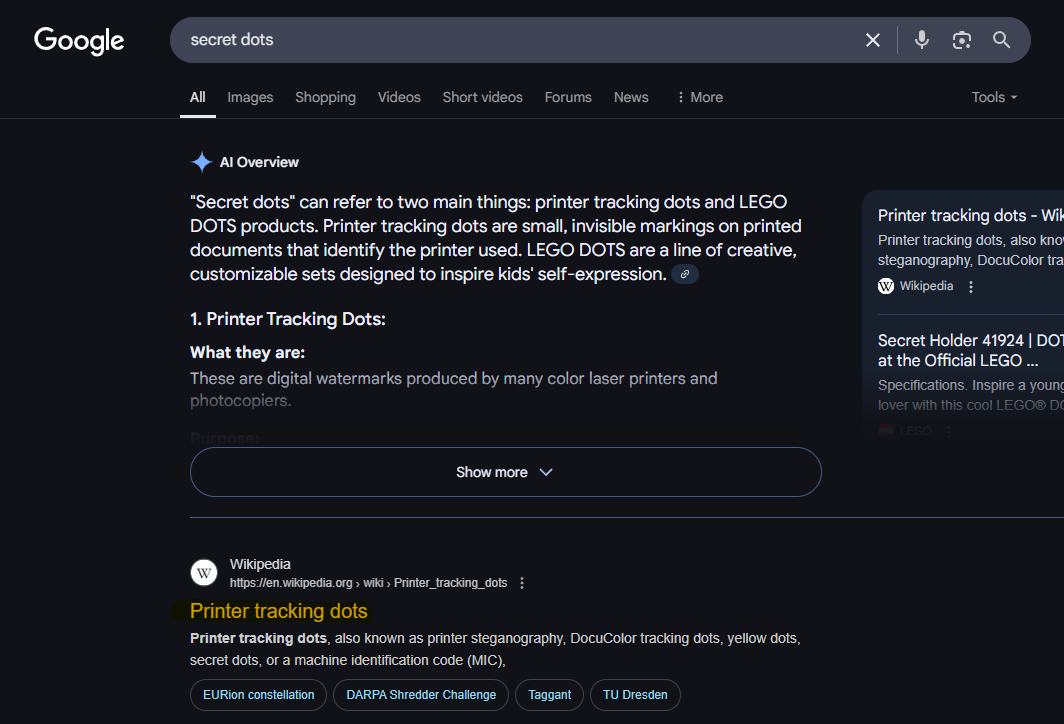 Google
secret dots
All Images Shopping Videos Short videos Forums News More Tools
AI Overview
"Secret dots" can refer to two main things: printer tracking dots and LEGO
DOTS products. Printer tracking dots are small, invisible markings on printed
documents that identify the printer used. LEGO DOTS are a line of creative,
customizable sets designed to inspire kids' self-expression.
1. Printer Tracking Dots:
What they are:
These are digital watermarks produced by many color laser printers and
photocopiers.
Purpose:
Show more
Printer tracking dots - Wik
Printer tracking dots, also kno
steganography, DocuColor tra
W Wikipedia
Secret Holder 41924 | DOT
at the Official LEGO ...
Specifications. Inspire a young
lover with this cool LEGO® DO
LEGO
W Wikipedia
https://en.wikipedia.org › wiki › Printer_tracking_dots
Printer tracking dots
Printer tracking dots, also known as printer steganography, DocuColor tracking dots, yellow dots,
secret dots, or a machine identification code (MIC),
EURion constellation DARPA Shredder Challenge Taggant TU Dresden